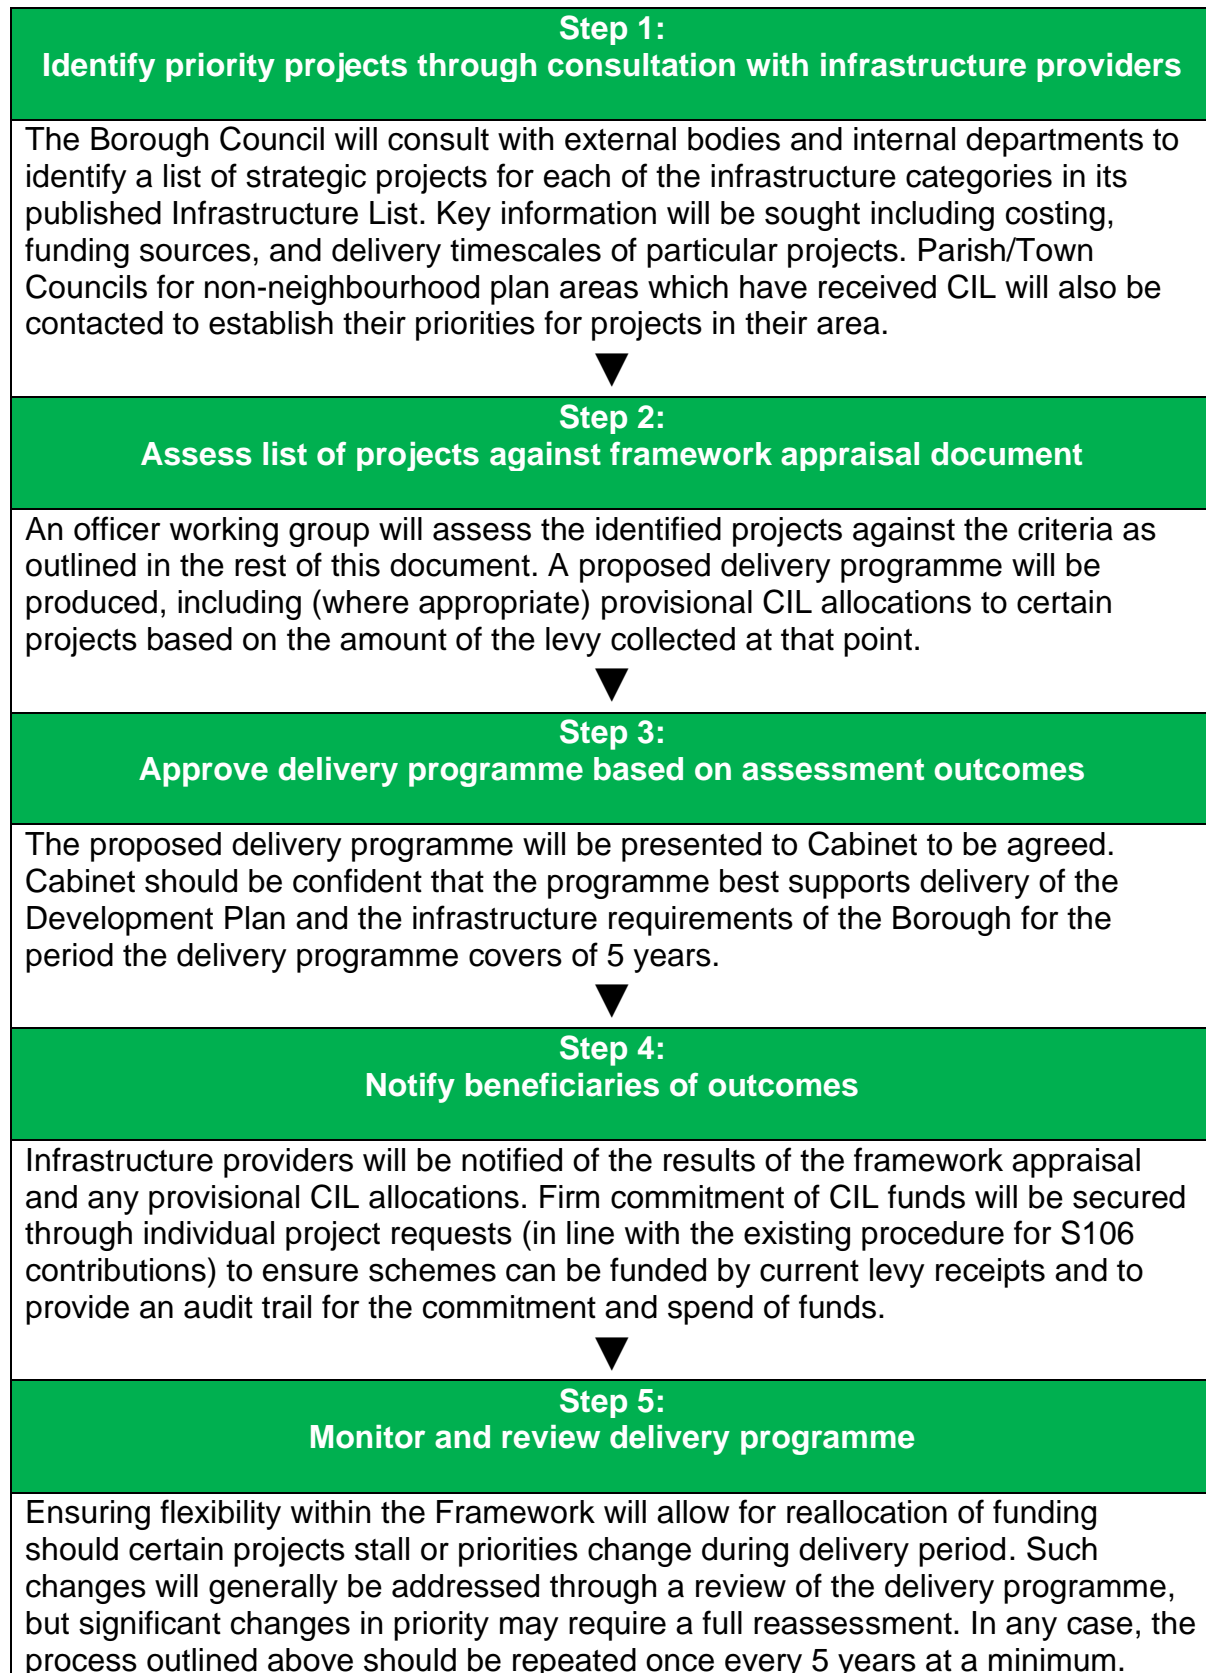 Step 1:
Identify priority projects through consultation with infrastructure providers
The Borough Council will consult with external bodies and internal departments to
identify a list of strategic projects for each of the infrastructure categories in its
published Infrastructure List. Key information will be sought including costing,
funding sources, and delivery timescales of particular projects. Parish/Town
Councils for non-neighbourhood plan areas which have received CIL will also be
contacted to establish their priorities for projects in their area.
Step 2:
Assess list of projects against framework appraisal document
An officer working group will assess the identified projects against the criteria as
outlined in the rest of this document. A proposed delivery programme will be
produced, including (where appropriate) provisional CIL allocations to certain
projects based on the amount of the levy collected at that point.
Step 3:
Approve delivery programme based on assessment outcomes
The proposed delivery programme will be presented to Cabinet to be agreed.
Cabinet should be confident that the programme best supports delivery of the
Development Plan and the infrastructure requirements of the Borough for the
period the delivery programme covers of 5 years.
Step 4:
Notify beneficiaries of outcomes
Infrastructure providers will be notified of the results of the framework appraisal
and any provisional CIL allocations. Firm commitment of CIL funds will be secured
through individual project requests (in line with the existing procedure for S106
contributions) to ensure schemes can be funded by current levy receipts and to
provide an audit trail for the commitment and spend of funds.
Step 5:
Monitor and review delivery programme
Ensuring flexibility within the Framework will allow for reallocation of funding
should certain projects stall or priorities change during delivery period. Such
changes will generally be addressed through a review of the delivery programme,
but significant changes in priority may require a full reassessment. In any case, the
process outlined above should be repeated once every 5 years at a minimum.